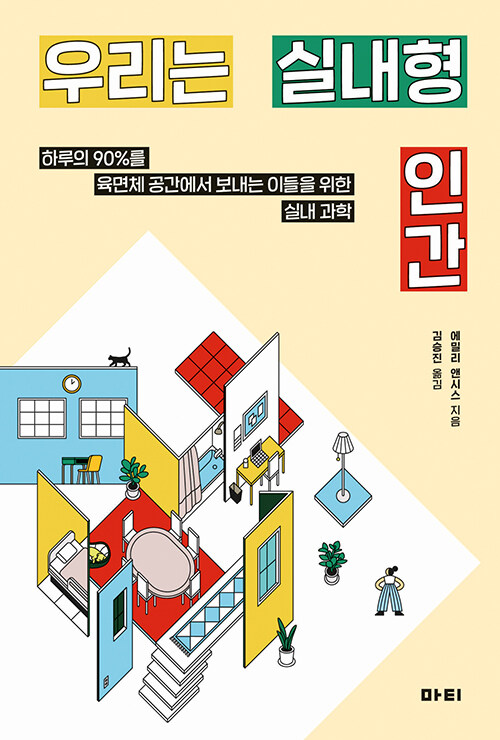 우리는 실내형
인간
하루의 90%를
육면체 공간에서 보내는 이들을 위한
실내 과학
에밀리 앤시스 지음
김승진 옮김
마티